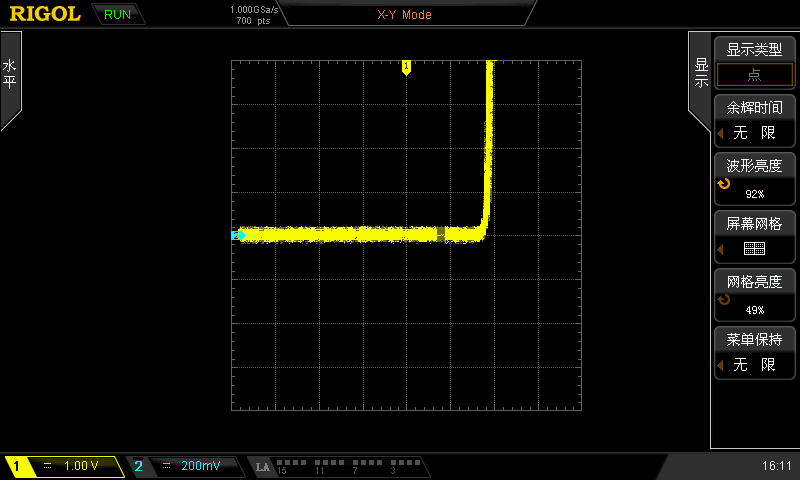 RIGOL RUN 1.000GSa/s 700 pts X-Y Mode
水平
显示
显示类型
点
余辉时间
无 限
波形亮度
92%
屏幕网格
网格亮度
49%
菜单保持
无 限
1
2
1 1.00 V 2 200mV LA 15 11 7 3 16:11